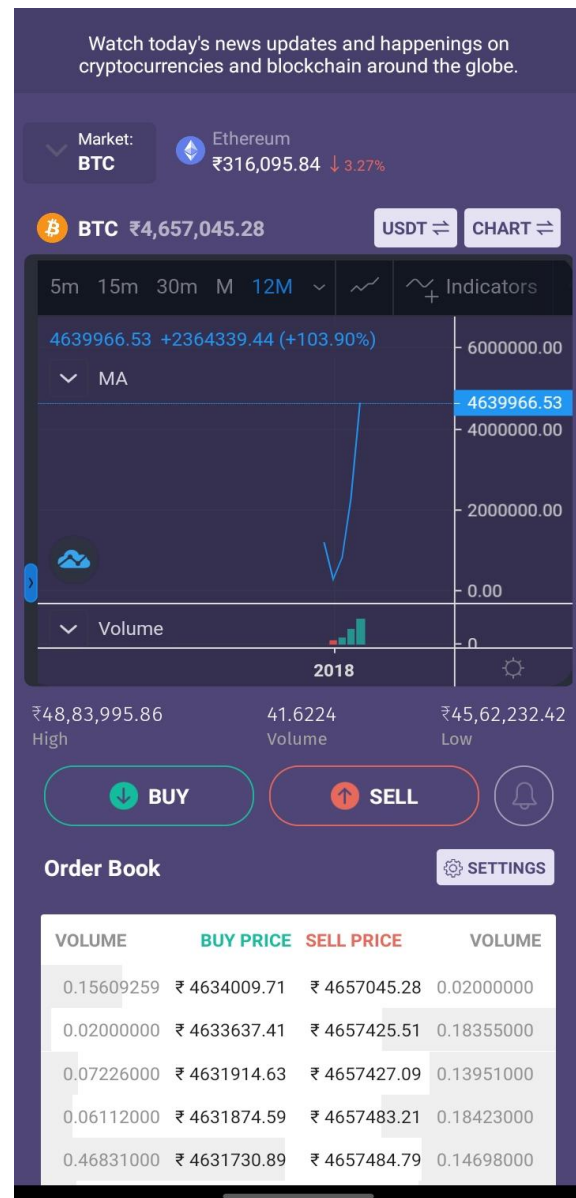 Watch today's news updates and happenings on
cryptocurrencies and blockchain around the globe.
Market:
BTC
Ethereum
₹316,095.84 ↓ 3.27%
BTC ₹4,657,045.28
USDT ⇌ CHART ⇌
5m 15m 30m M 12M Indicators
4639966.53 +2364339.44 (+103.90%)
MA
6000000.00
4639966.53
4000000.00
2000000.00
0.00
Volume
0
2018
₹48,83,995.86 41.6224 ₹45,62,232.42
High Volume Low
BUY SELL
Order Book SETTINGS
VOLUME BUY PRICE SELL PRICE VOLUME
0.15609259 ₹ 4634009.71 ₹ 4657045.28 0.02000000
0.02000000 ₹ 4633637.41 ₹ 4657425.51 0.18355000
0.07226000 ₹ 4631914.63 ₹ 4657427.09 0.13951000
0.06112000 ₹ 4631874.59 ₹ 4657483.21 0.18423000
0.46831000 ₹ 4631730.89 ₹ 4657484.79 0.14698000